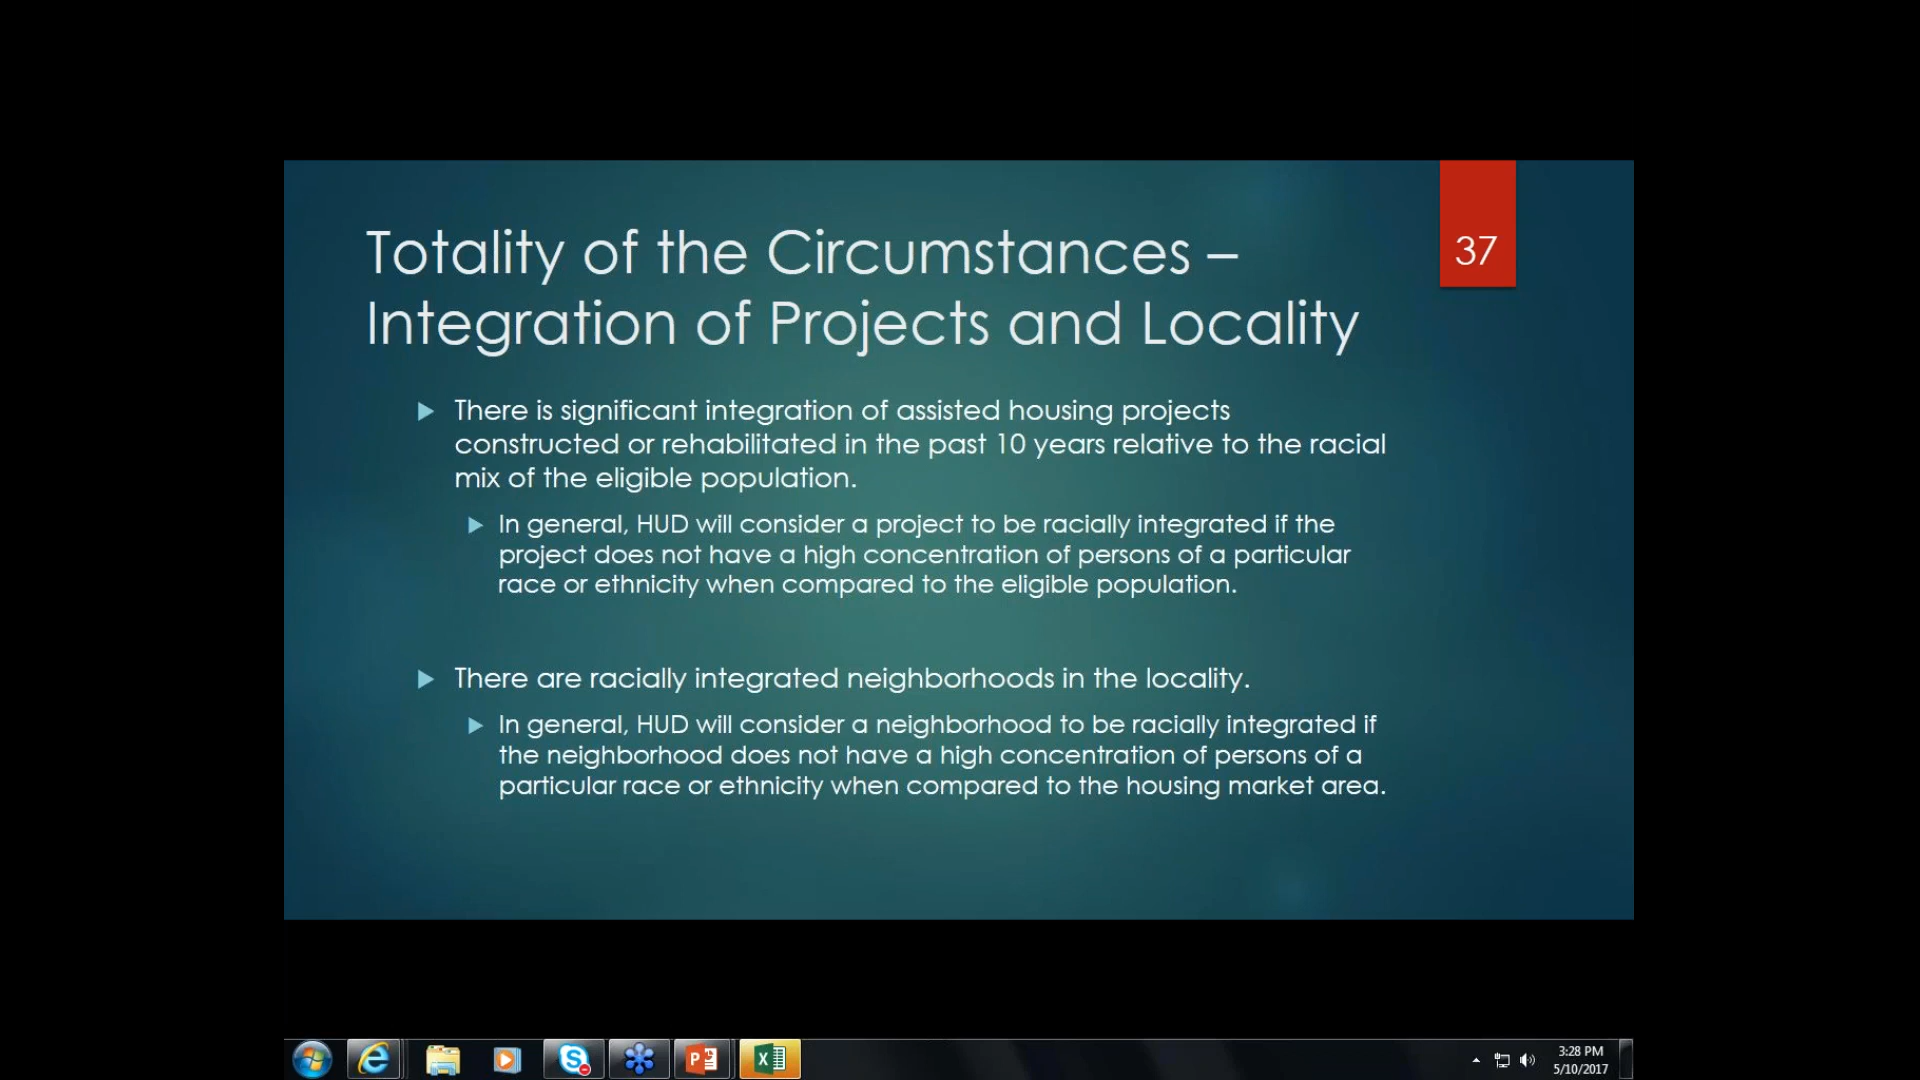 37
Totality of the Circumstances –
Integration of Projects and Locality
There is significant integration of assisted housing projects
constructed or rehabilitated in the past 10 years relative to the racial
mix of the eligible population.
In general, HUD will consider a project to be racially integrated if the
project does not have a high concentration of persons of a particular
race or ethnicity when compared to the eligible population.
There are racially integrated neighborhoods in the locality.
In general, HUD will consider a neighborhood to be racially integrated if
the neighborhood does not have a high concentration of persons of a
particular race or ethnicity when compared to the housing market area.
3:28 PM
5/10/2017